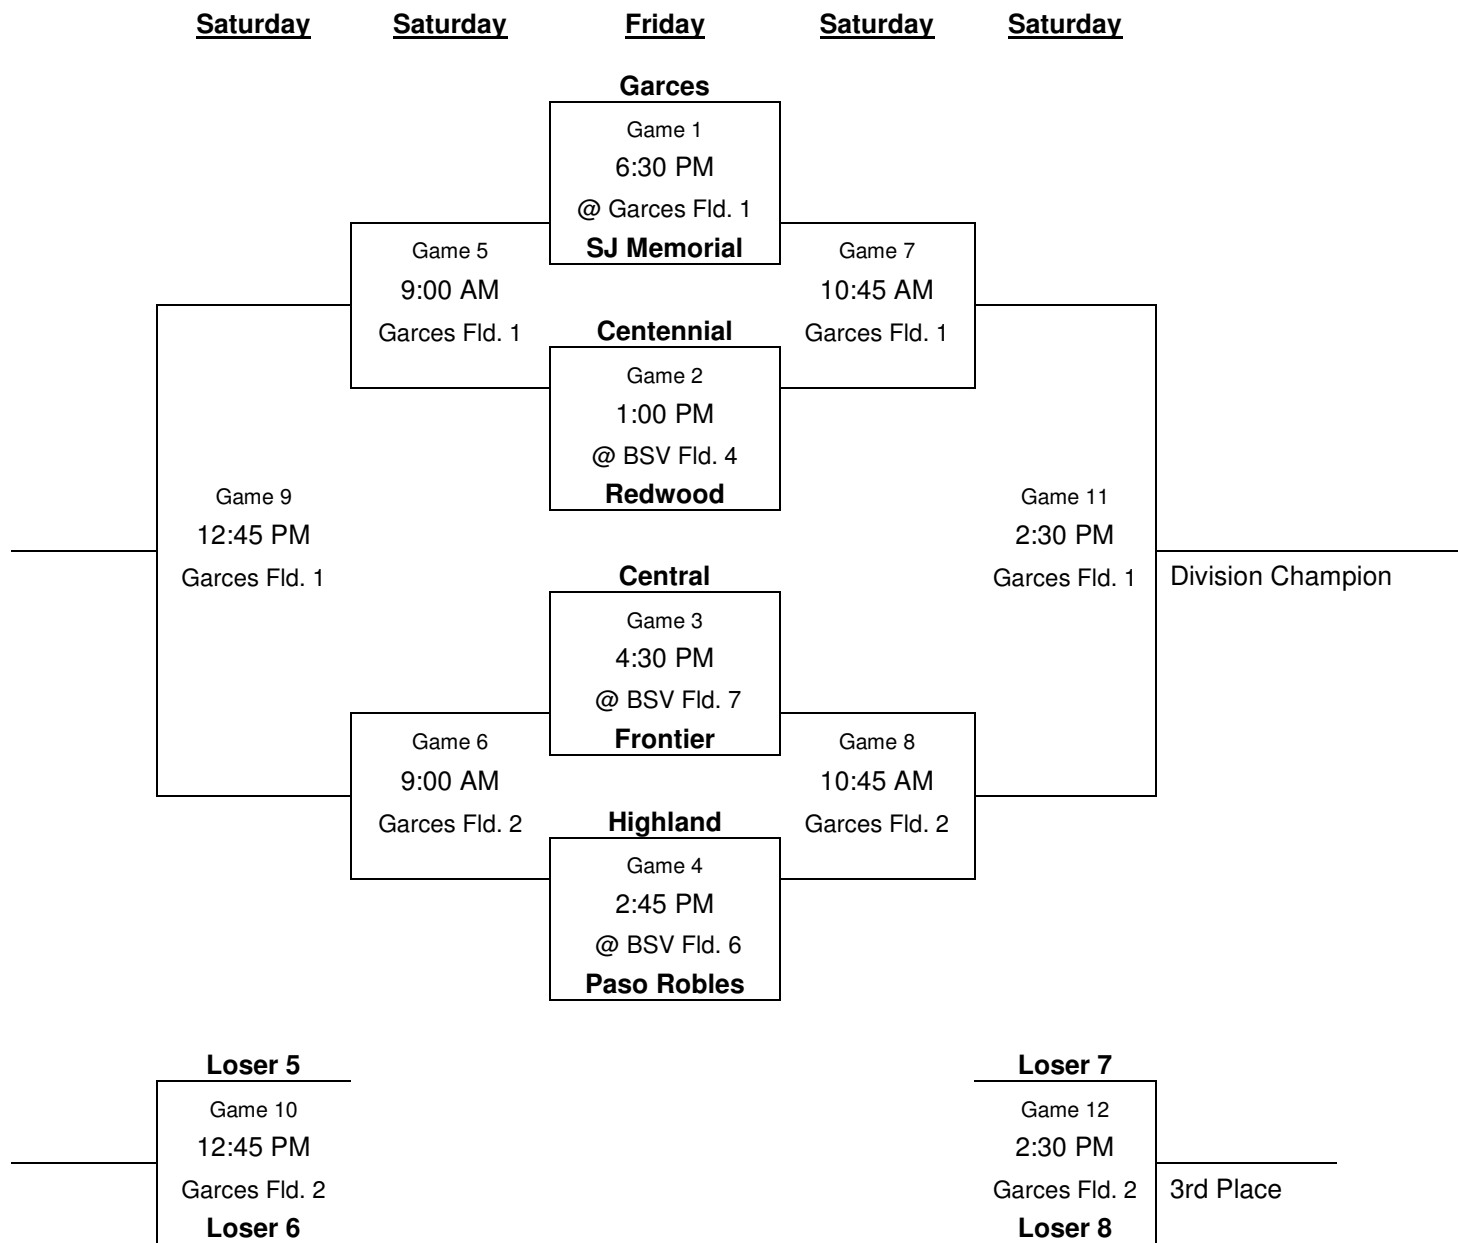 Saturday Saturday Friday Saturday Saturday
Garces
Game 1
6:30 PM
@ Garces Fld. 1
SJ Memorial
Game 5
9:00 AM
Garces Fld. 1
Game 7
10:45 AM
Garces Fld. 1
Centennial
Game 2
1:00 PM
@ BSV Fld. 4
Redwood
Game 9
12:45 PM
Garces Fld. 1
Game 11
2:30 PM
Garces Fld. 1
Division Champion
Central
Game 3
4:30 PM
@ BSV Fld. 7
Frontier
Game 6
9:00 AM
Garces Fld. 2
Game 8
10:45 AM
Garces Fld. 2
Highland
Game 4
2:45 PM
@ BSV Fld. 6
Paso Robles
Loser 5
Game 10
12:45 PM
Garces Fld. 2
Loser 6
Loser 7
Game 12
2:30 PM
Garces Fld. 2
Loser 8
3rd Place